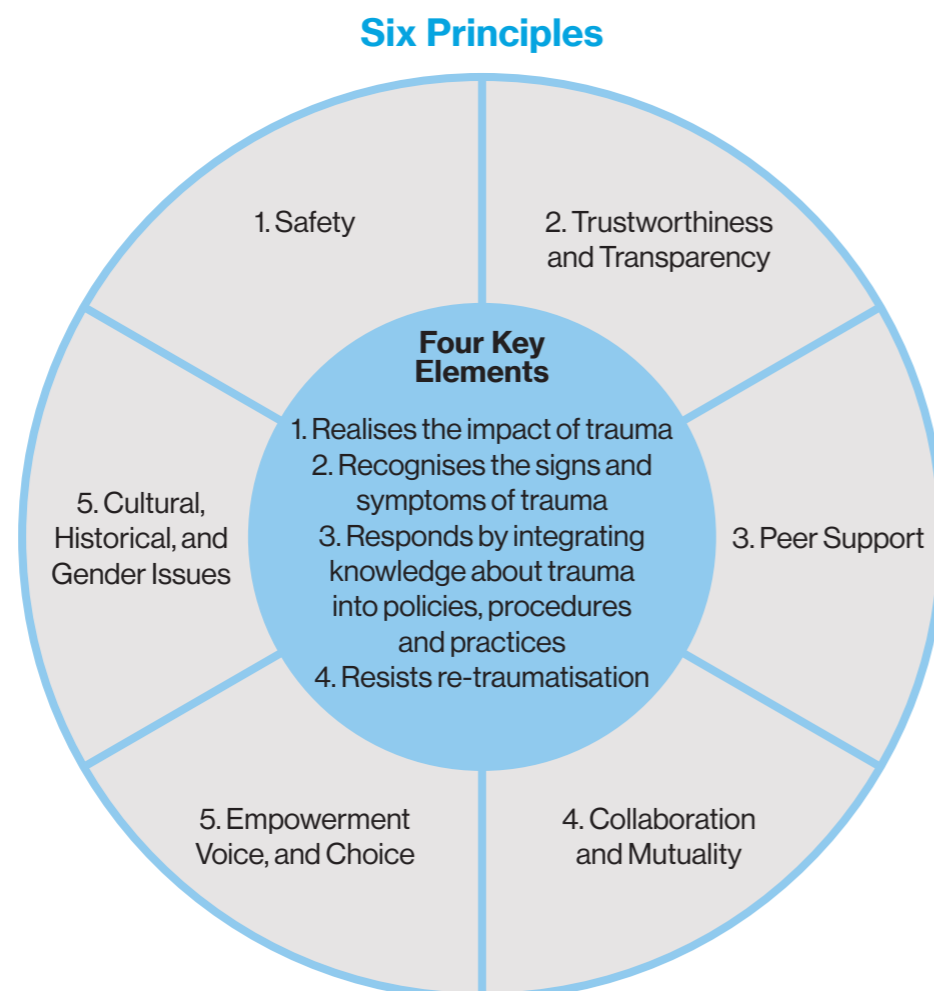 Six Principles
1. Safety
2. Trustworthiness
and Transparency
3. Peer Support
4. Collaboration
and Mutuality
5. Empowerment
Voice, and Choice
5. Cultural,
Historical, and
Gender Issues
Four Key
Elements
1. Realises the impact of trauma
2. Recognises the signs and
symptoms of trauma
3. Responds by integrating
knowledge about trauma
into policies, procedures
and practices
4. Resists re-traumatisation